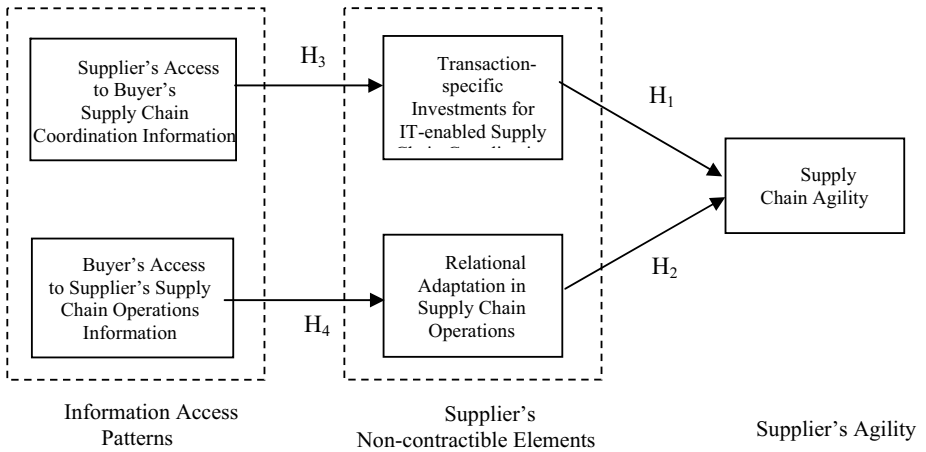 Supplier's Access
to Buyer's
Supply Chain
Coordination Information
H₃
Transaction-
specific
Investments for
IT-enabled Supply
H₁
Supply
Chain Agility
Buyer's Access
to Supplier's Supply
Chain Operations
Information
H₄
Relational
Adaptation in
Supply Chain
Operations
H₂
Information Access
Patterns
Supplier's
Non-contractible Elements
Supplier's Agility